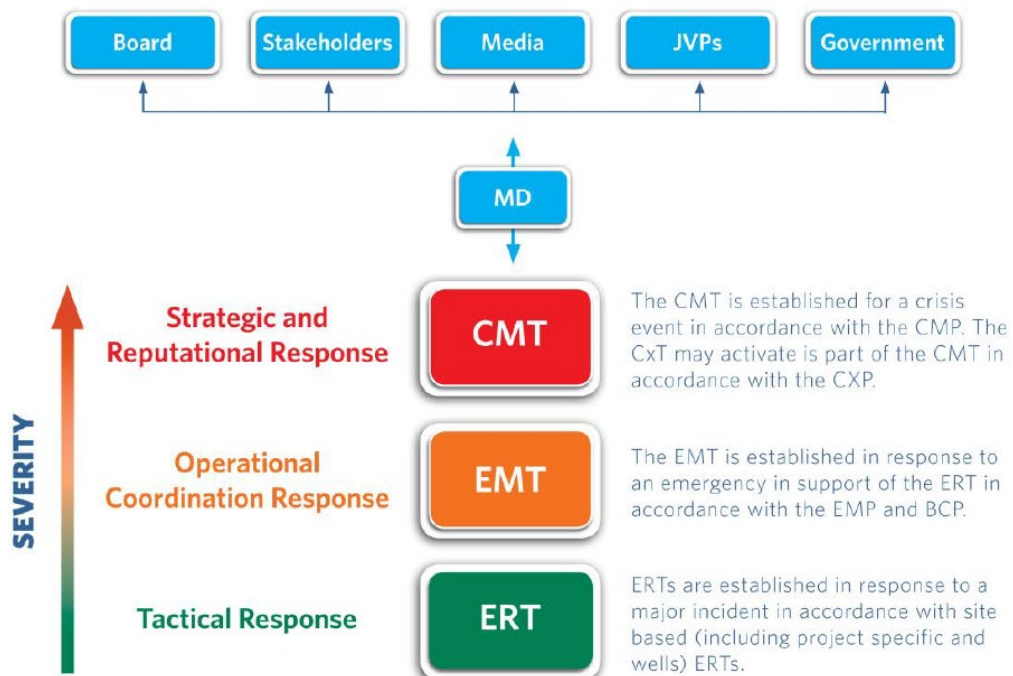 Board
Stakeholders
Media
JVPs
Government
MD
SEVERITY
Strategic and
Reputational Response
CMT
The CMT is established for a crisis
event in accordance with the CMP. The
CxT may activate is part of the CMT in
accordance with the CXP.
Operational
Coordination Response
EMT
The EMT is established in response to
an emergency in support of the ERT in
accordance with the EMP and BCP.
Tactical Response
ERT
ERTs are established in response to a
major incident in accordance with site
based (including project specific and
wells) ERTs.